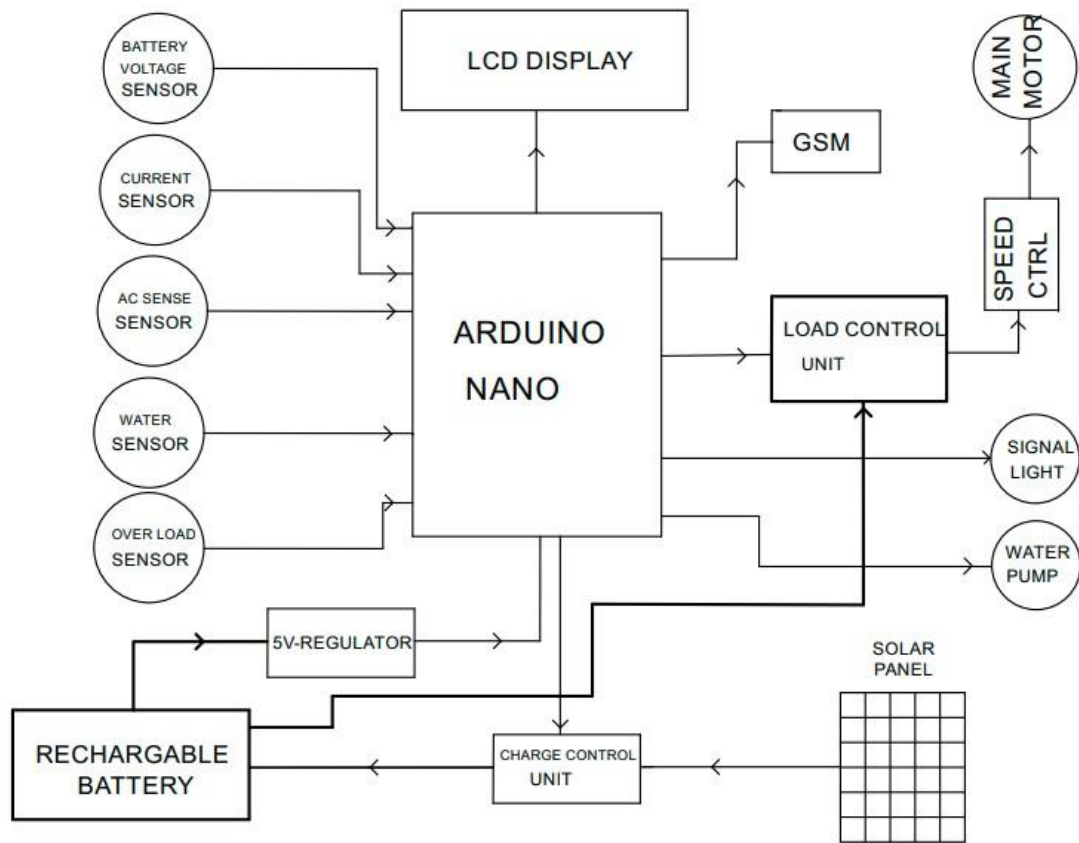 BATTERY
VOLTAGE
SENSOR
LCD DISPLAY
MAIN
MOTOR
CURRENT
SENSOR
GSM
SPEED
CTRL
AC SENSE
SENSOR
ARDUINO
NANO
LOAD CONTROL
UNIT
WATER
SENSOR
SIGNAL
LIGHT
OVER LOAD
SENSOR
WATER
PUMP
5V-REGULATOR
SOLAR
PANEL
RECHARGABLE
BATTERY
CHARGE CONTROL
UNIT